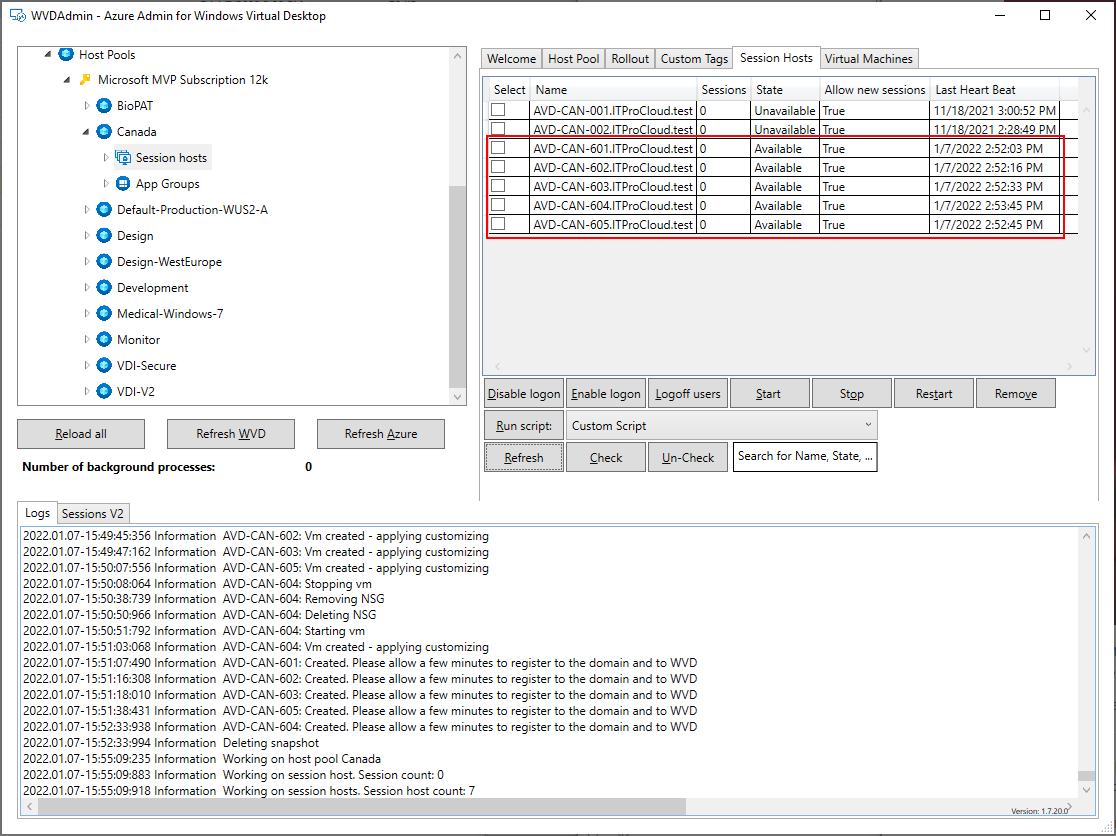 WVDAdmin - Azure Admin for Windows Virtual Desktop
Host Pools
Microsoft MVP Subscription 12k
BioPAT
Canada
Session hosts
App Groups
Default-Production-WUS2-A
Design
Design-WestEurope
Development
Medical-Windows-7
Monitor
VDI-Secure
VDI-V2
Reload all Refresh WVD Refresh Azure
Number of background processes: 0
Welcome Host Pool Rollout Custom Tags Session Hosts Virtual Machines
Select Name Sessions State Allow new sessions Last Heart Beat
AVD-CAN-001.ITProCloud.test 0 Unavailable True 11/18/2021 3:00:52 PM
AVD-CAN-002.ITProCloud.test 0 Unavailable True 11/18/2021 2:28:49 PM
AVD-CAN-601.ITProCloud.test 0 Available True 1/7/2022 2:52:03 PM
AVD-CAN-602.ITProCloud.test 0 Available True 1/7/2022 2:52:16 PM
AVD-CAN-603.ITProCloud.test 0 Available True 1/7/2022 2:52:33 PM
AVD-CAN-604.ITProCloud.test 0 Available True 1/7/2022 2:53:45 PM
AVD-CAN-605.ITProCloud.test 0 Available True 1/7/2022 2:52:45 PM
Disable logon Enable logon Logoff users Start Stop Restart Remove
Run script: Custom Script
Refresh Check Un-Check Search for Name, State, ...
Logs Sessions V2
2022.01.07-15:49:45:356 Information AVD-CAN-602: Vm created - applying customizing
2022.01.07-15:49:47:162 Information AVD-CAN-603: Vm created - applying customizing
2022.01.07-15:50:07:556 Information AVD-CAN-605: Vm created - applying customizing
2022.01.07-15:50:08:064 Information AVD-CAN-604: Stopping vm
2022.01.07-15:50:38:739 Information AVD-CAN-604: Removing NSG
2022.01.07-15:50:50:966 Information AVD-CAN-604: Deleting NSG
2022.01.07-15:50:51:792 Information AVD-CAN-604: Starting vm
2022.01.07-15:51:03:068 Information AVD-CAN-604: Vm created - applying customizing
2022.01.07-15:51:07:490 Information AVD-CAN-601: Created. Please allow a few minutes to register to the domain and to WVD
2022.01.07-15:51:16:308 Information AVD-CAN-602: Created. Please allow a few minutes to register to the domain and to WVD
2022.01.07-15:51:18:010 Information AVD-CAN-603: Created. Please allow a few minutes to register to the domain and to WVD
2022.01.07-15:51:38:431 Information AVD-CAN-605: Created. Please allow a few minutes to register to the domain and to WVD
2022.01.07-15:52:33:938 Information AVD-CAN-604: Created. Please allow a few minutes to register to the domain and to WVD
2022.01.07-15:52:33:994 Information Deleting snapshot
2022.01.07-15:55:09:235 Information Working on host pool Canada
2022.01.07-15:55:09:883 Information Working on session host. Session count: 0
2022.01.07-15:55:09:918 Information Working on session hosts. Session host count: 7
Version: 1.7.20.0